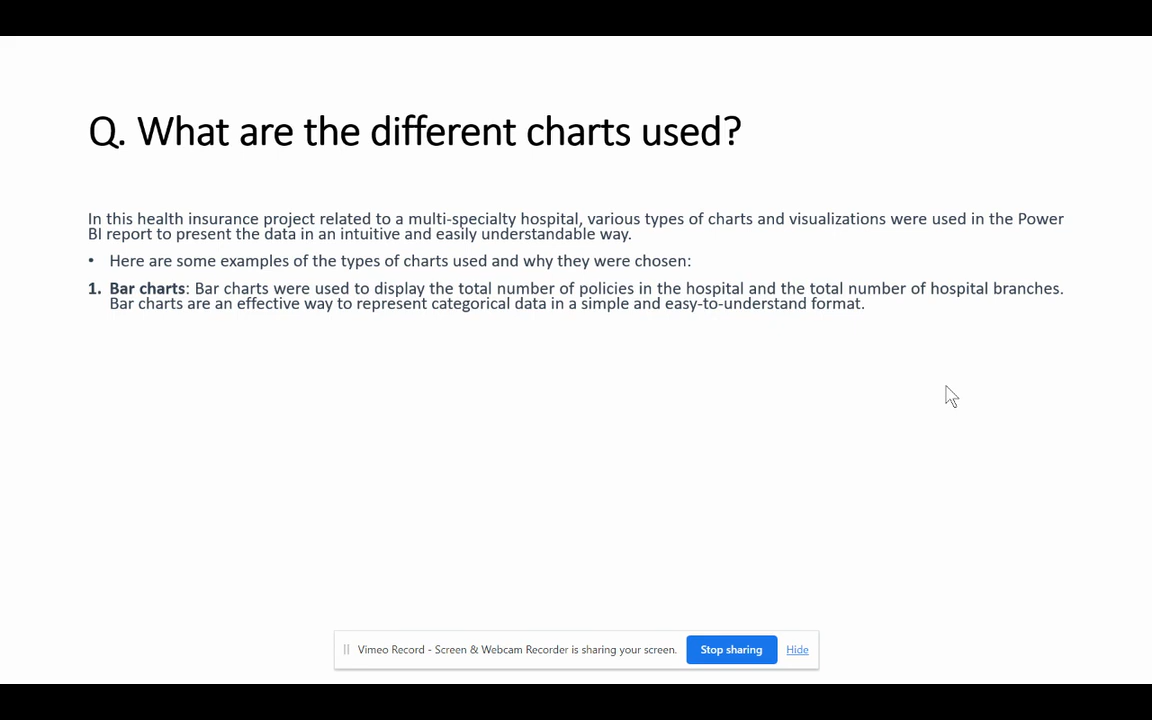 Q. What are the different charts used?
In this health insurance project related to a multi-specialty hospital, various types of charts and visualizations were used in the Power
BI report to present the data in an intuitive and easily understandable way.
• Here are some examples of the types of charts used and why they were chosen:
1. Bar charts: Bar charts were used to display the total number of policies in the hospital and the total number of hospital branches.
Bar charts are an effective way to represent categorical data in a simple and easy-to-understand format.
Vimeo Record - Screen & Webcam Recorder is sharing your screen. Stop sharing Hide